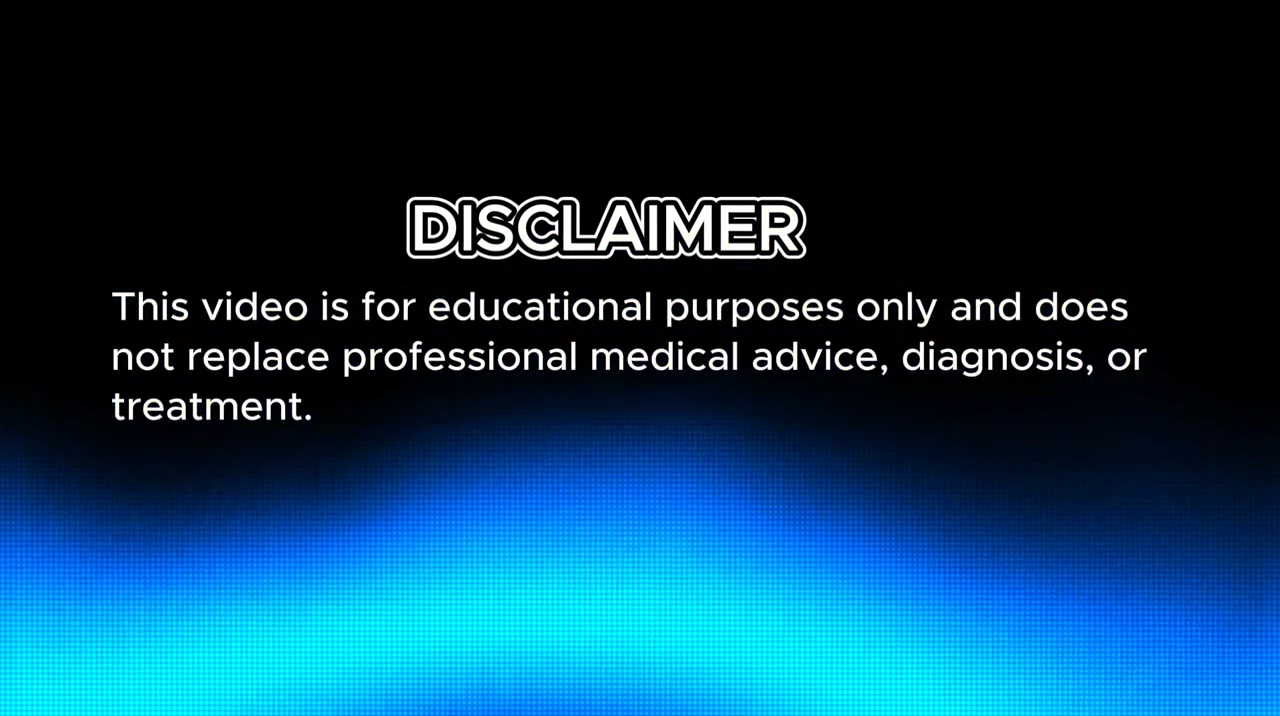 DISCLAIMER
This video is for educational purposes only and does
not replace professional medical advice, diagnosis, or
treatment.